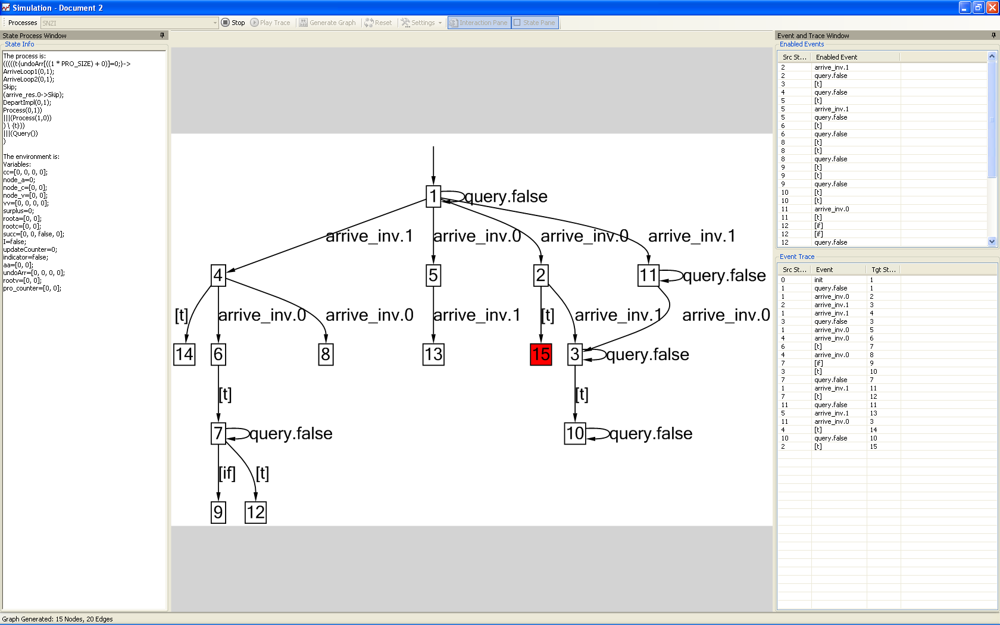 Simulation - Document 2
Processes SNZI Stop Play Trace Generate Graph Reset Settings Interaction Pane State Pane
State Process Window
State Info
The process is:
(((((t{undoArr[((1 * PRO_SIZE) + 0)]=0;}->
ArriveLoop1(0,1);
ArriveLoop2(0,1);
Skip;
(arrive_res.0->Skip);
DepartImpl(0,1);
Process(0,1))
|||(Process(1,0))
) \ {t}))
|||(Query())
)
The environment is:
Variables:
cc=[0, 0, 0, 0];
node_a=0;
node_c=[0, 0];
node_v=[0, 0];
vv=[0, 0, 0, 0];
surplus=0;
roota=[0, 0];
rootc=[0, 0];
succ=[0, 0, false, 0];
I=false;
updateCounter=0;
indicator=false;
aa=[0, 0];
undoArr=[0, 0, 0, 0];
rootv=[0, 0];
pro_counter=[0, 0];
1 query.false
arrive_inv.1 arrive_inv.0 arrive_inv.0 arrive_inv.1
4 5 2 11 query.false
[t] arrive_inv.0 arrive_inv.0 arrive_inv.1 [t] arrive_inv.1 arrive_inv.0
14 6 8 13 15 3 query.false
[t] [t]
7 query.false 10 query.false
[if] [t]
9 12
Event and Trace Window
Enabled Events
Src St... Enabled Event
2 arrive_inv.1
2 query.false
3 [t]
4 query.false
5 [t]
5 arrive_inv.1
5 query.false
6 [t]
6 query.false
8 [t]
8 [t]
8 query.false
9 [t]
9 [t]
9 query.false
10 [t]
10 [t]
11 arrive_inv.0
11 [t]
12 [if]
12 [if]
12 query.false
Event Trace
Src St... Event Tgt St...
0 init 1
1 query.false 1
1 arrive_inv.0 2
2 arrive_inv.1 3
1 arrive_inv.1 4
3 query.false 3
1 arrive_inv.0 5
4 arrive_inv.0 6
6 [t] 7
4 arrive_inv.0 8
7 [if] 9
3 [t] 10
7 query.false 7
1 arrive_inv.1 11
7 [t] 12
11 query.false 11
5 arrive_inv.1 13
11 arrive_inv.0 3
4 [t] 14
10 query.false 10
2 [t] 15
Graph Generated: 15 Nodes, 20 Edges